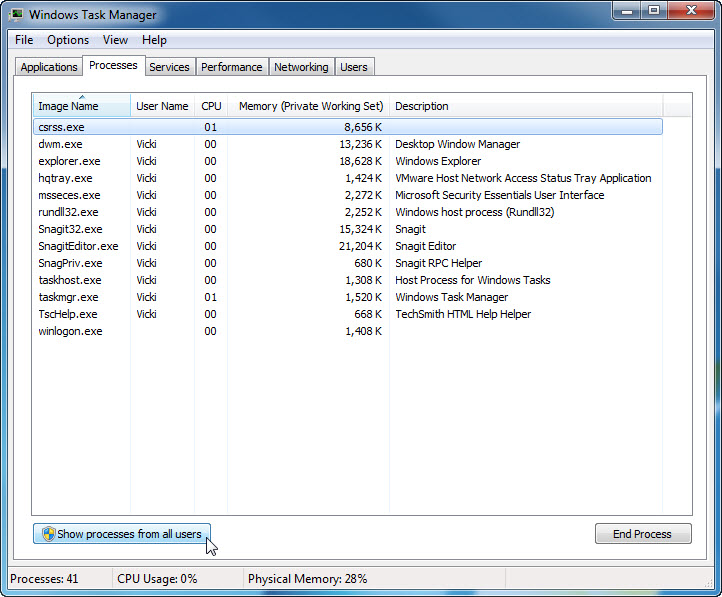 Windows Task Manager
File Options View Help
Applications Processes Services Performance Networking Users
Image Name User Name CPU Memory (Private Working Set) Description
csrss.exe 01 8,656 K
dwm.exe Vicki 00 13,236 K Desktop Window Manager
explorer.exe Vicki 00 18,628 K Windows Explorer
hqtray.exe Vicki 00 1,424 K VMware Host Network Access Status Tray Application
msseces.exe Vicki 00 2,272 K Microsoft Security Essentials User Interface
rundll32.exe Vicki 00 2,252 K Windows host process (Rundll32)
Snagit32.exe Vicki 00 15,324 K Snagit
SnagitEditor.exe Vicki 00 21,204 K Snagit Editor
SnagPriv.exe Vicki 00 680 K Snagit RPC Helper
taskhost.exe Vicki 00 1,308 K Host Process for Windows Tasks
taskmgr.exe Vicki 01 1,520 K Windows Task Manager
TscHelp.exe Vicki 00 668 K TechSmith HTML Help Helper
winlogon.exe 00 1,408 K
Show processes from all users End Process
Processes: 41 CPU Usage: 0% Physical Memory: 28%